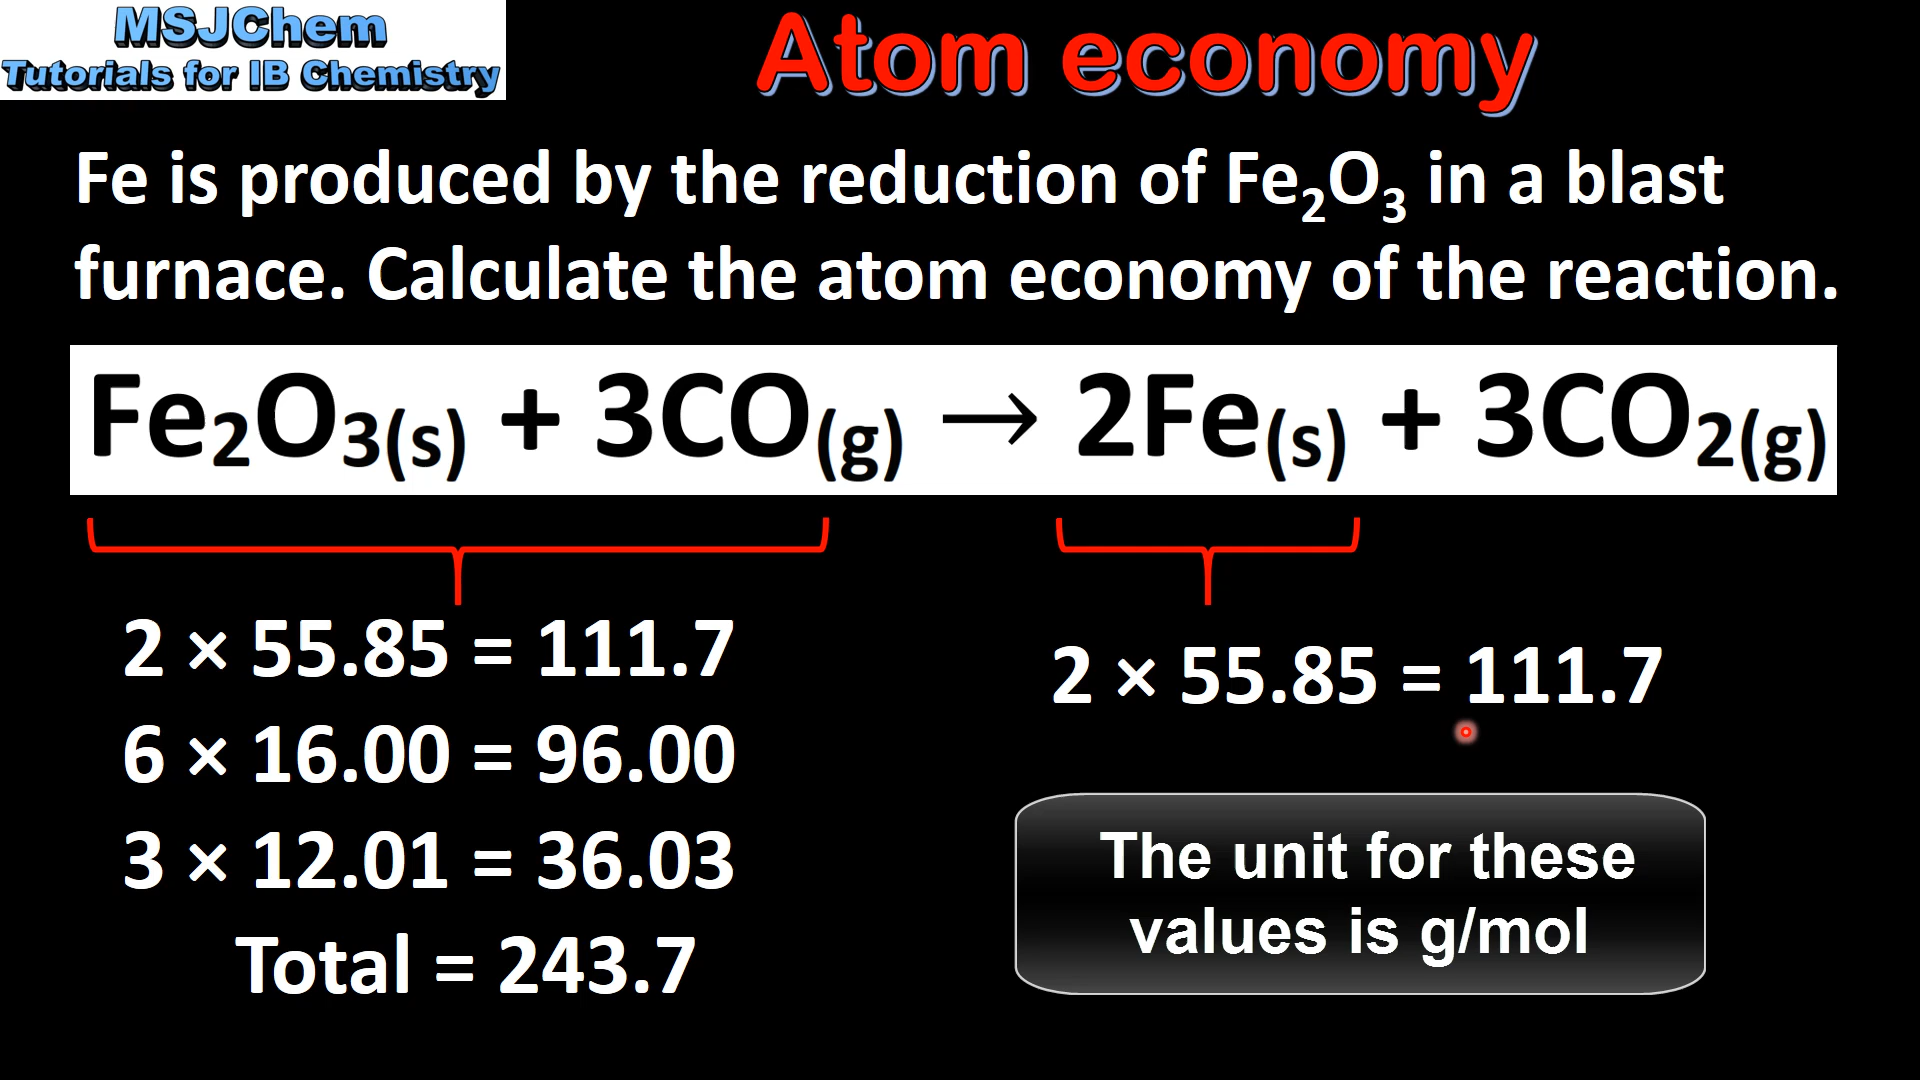 MSJChem
Tutorials for IB Chemistry
Atom economy
Fe is produced by the reduction of Fe₂O₃ in a blast
furnace. Calculate the atom economy of the reaction.
Fe₂O₃(s) + 3CO(g) → 2Fe(s) + 3CO₂(g)
2 × 55.85 = 111.7
6 × 16.00 = 96.00
3 × 12.01 = 36.03
Total = 243.7
2 × 55.85 = 111.7
The unit for these
values is g/mol